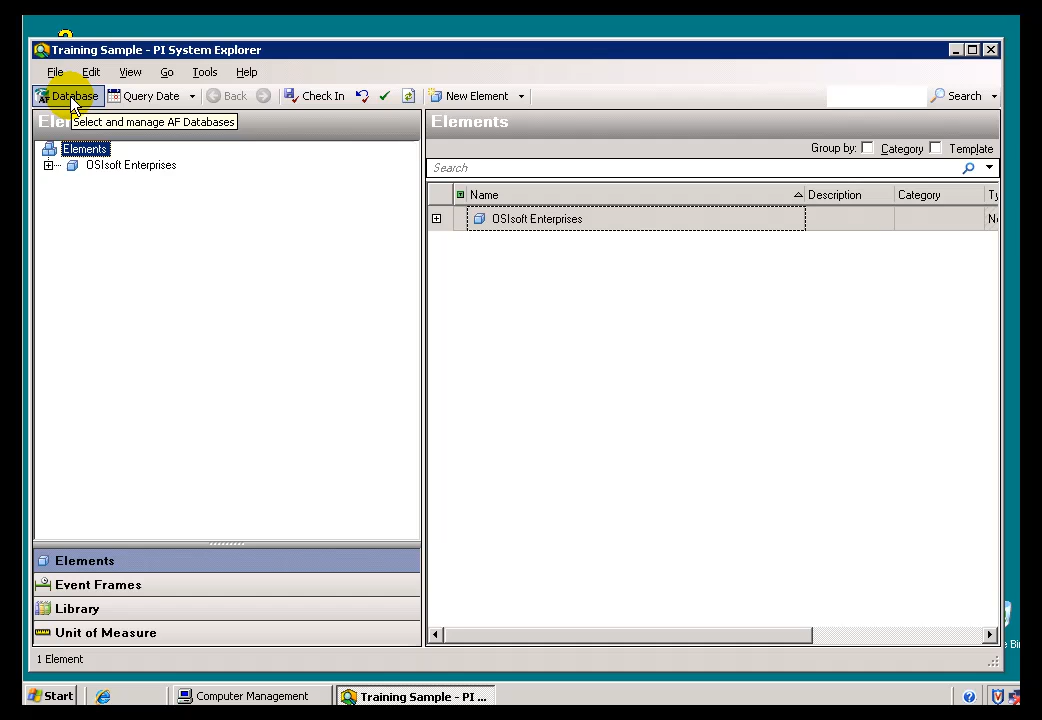 ?
Training Sample - PI System Explorer
File Edit View Go Tools Help
AF Database Query Date Back Check In New Element Search
Select and manage AF Databases
Elements
Group by: Category Template
Search
Elements
OSIsoft Enterprises
Name Description Category
OSIsoft Enterprises
Elements
Event Frames
Library
Unit of Measure
1 Element
Start Computer Management Training Sample - PI ...